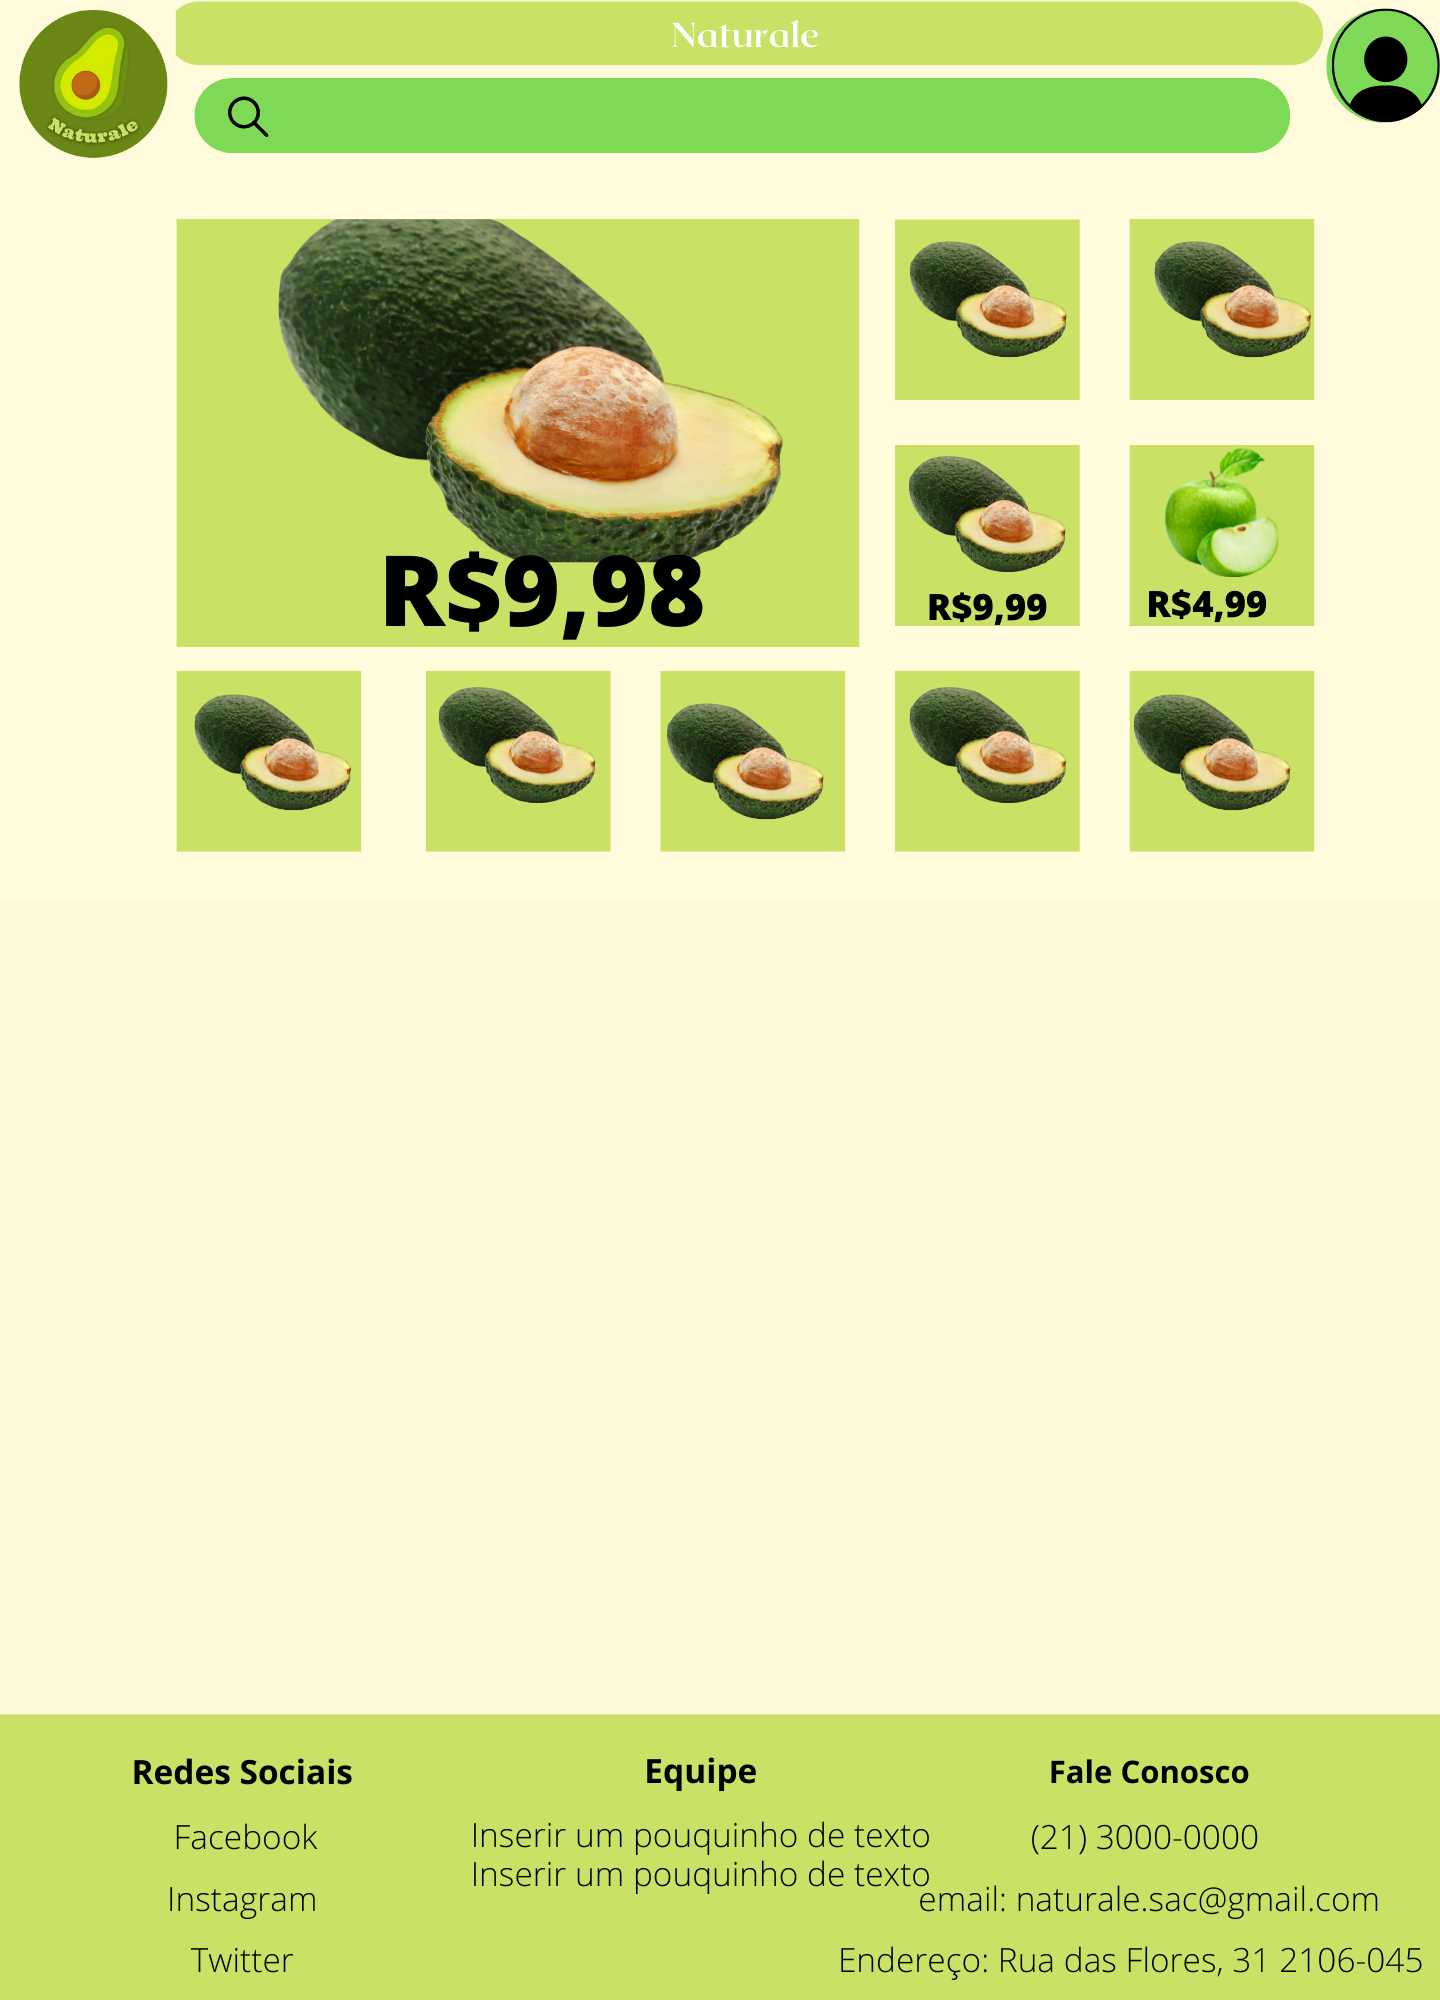 Naturale
Naturale
R$9,98
R$9,99
R$4,99
Redes Sociais
Facebook
Instagram
Twitter
Equipe
Inserir um pouquinho de texto
Inserir um pouquinho de texto
Fale Conosco
(21) 3000-0000
email: naturale.sac@gmail.com
Endereço: Rua das Flores, 31 2106-045